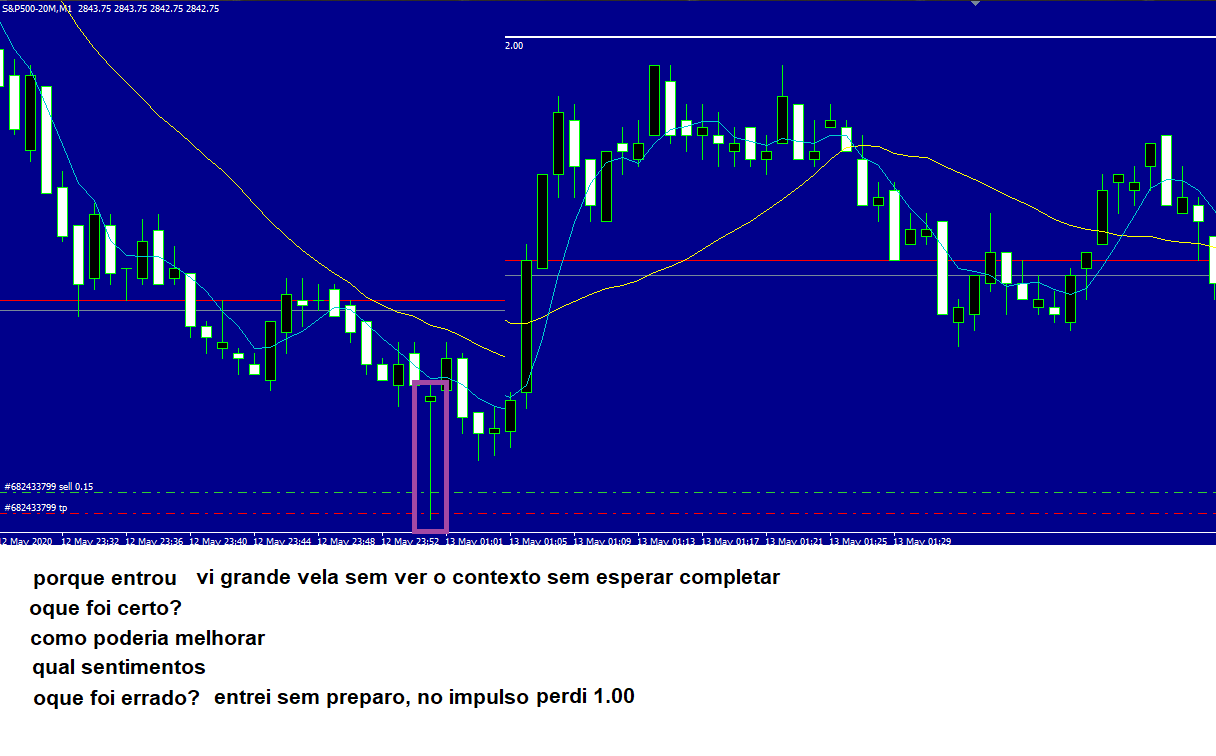 S&P500-20M,M1 2843.75 2843.75 2842.75 2842.75
2.00
#682433799 sell 0.15
#682433799 tp
12 May 2020 12 May 23:32 12 May 23:36 12 May 23:40 12 May 23:44 12 May 23:48 12 May 23:52 13 May 01:01 13 May 01:05 13 May 01:09 13 May 01:13 13 May 01:17 13 May 01:21 13 May 01:25 13 May 01:29
porque entrou vi grande vela sem ver o contexto sem esperar completar
oque foi certo?
como poderia melhorar
qual sentimentos
oque foi errado? entrei sem preparo, no impulso perdi 1.00